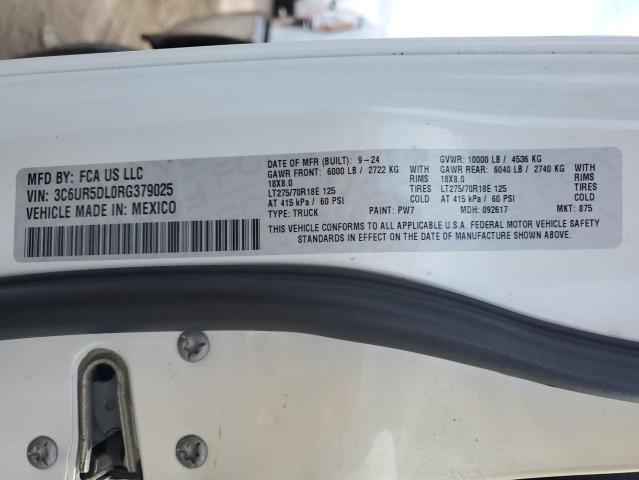 MFD BY: FCA US LLC
VIN: 3C6UR5DL0RG379025
VEHICLE MADE IN: MEXICO
DATE OF MFR (BUILT): 9-24
GAWR FRONT: 6000 LB / 2722 KG WITH
18X8.0 RIMS
LT275/70R18E 125 TIRES
AT 415 kPa / 60 PSI COLD
TYPE: TRUCK PAINT: PW7
GVWR: 10000 LB / 4536 KG
GAWR REAR: 6040 LB / 2740 KG WITH
18X8.0 RIMS
LT275/70R18E 125 TIRES
AT 415 kPa / 60 PSI COLD
MDH: 092617 MKT: 875
THIS VEHICLE CONFORMS TO ALL APPLICABLE U.S.A. FEDERAL MOTOR VEHICLE SAFETY
STANDARDS IN EFFECT ON THE DATE OF MANUFACTURE SHOWN ABOVE.